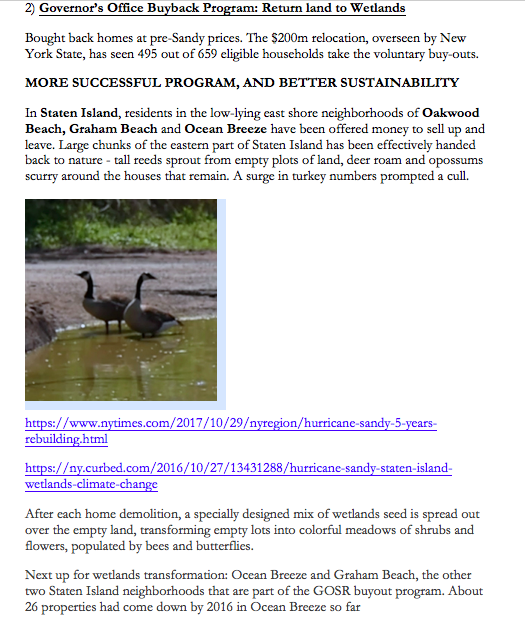 2) Governor's Office Buyback Program: Return land to Wetlands
Bought back homes at pre-Sandy prices. The $200m relocation, overseen by New
York State, has seen 495 out of 659 eligible households take the voluntary buy-outs.
MORE SUCCESSFUL PROGRAM, AND BETTER SUSTAINABILITY
In Staten Island, residents in the low-lying east shore neighborhoods of Oakwood
Beach, Graham Beach and Ocean Breeze have been offered money to sell up and
leave. Large chunks of the eastern part of Staten Island has been effectively handed
back to nature - tall reeds sprout from empty plots of land, deer roam and opossums
scurry around the houses that remain. A surge in turkey numbers prompted a cull.
https://www.nytimes.com/2017/10/29/nyregion/hurricane-sandy-5-years-
rebuilding.html
https://ny.curbed.com/2016/10/27/13431288/hurricane-sandy-staten-island-
wetlands-climate-change
After each home demolition, a specially designed mix of wetlands seed is spread out
over the empty land, transforming empty lots into colorful meadows of shrubs and
flowers, populated by bees and butterflies.
Next up for wetlands transformation: Ocean Breeze and Graham Beach, the other
two Staten Island neighborhoods that are part of the GOSR buyout program. About
26 properties had come down by 2016 in Ocean Breeze so far